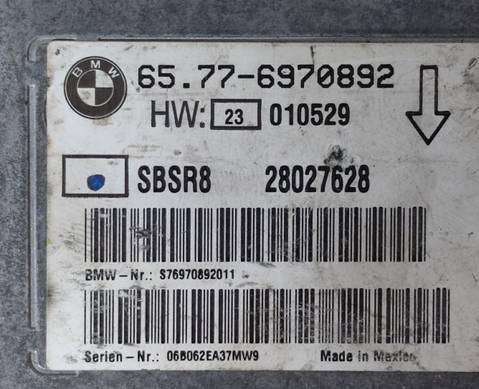 BMW
65.77-6970892
HW: 23 010529
SBSR8 28027628
BMW-Nr.: S76970892011
Serien-Nr.: 06B062EA37MW9 Made in Mexico